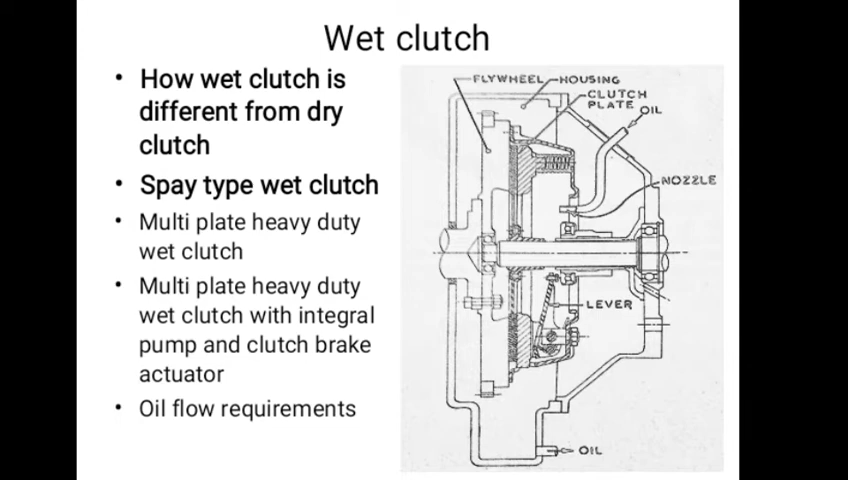 Wet clutch
• How wet clutch is
different from dry
clutch
• Spay type wet clutch
• Multi plate heavy duty
wet clutch
• Multi plate heavy duty
wet clutch with integral
pump and clutch brake
actuator
• Oil flow requirements
FLYWHEEL
HOUSING
CLUTCH
PLATE
OIL
NOZZLE
LEVER
OIL